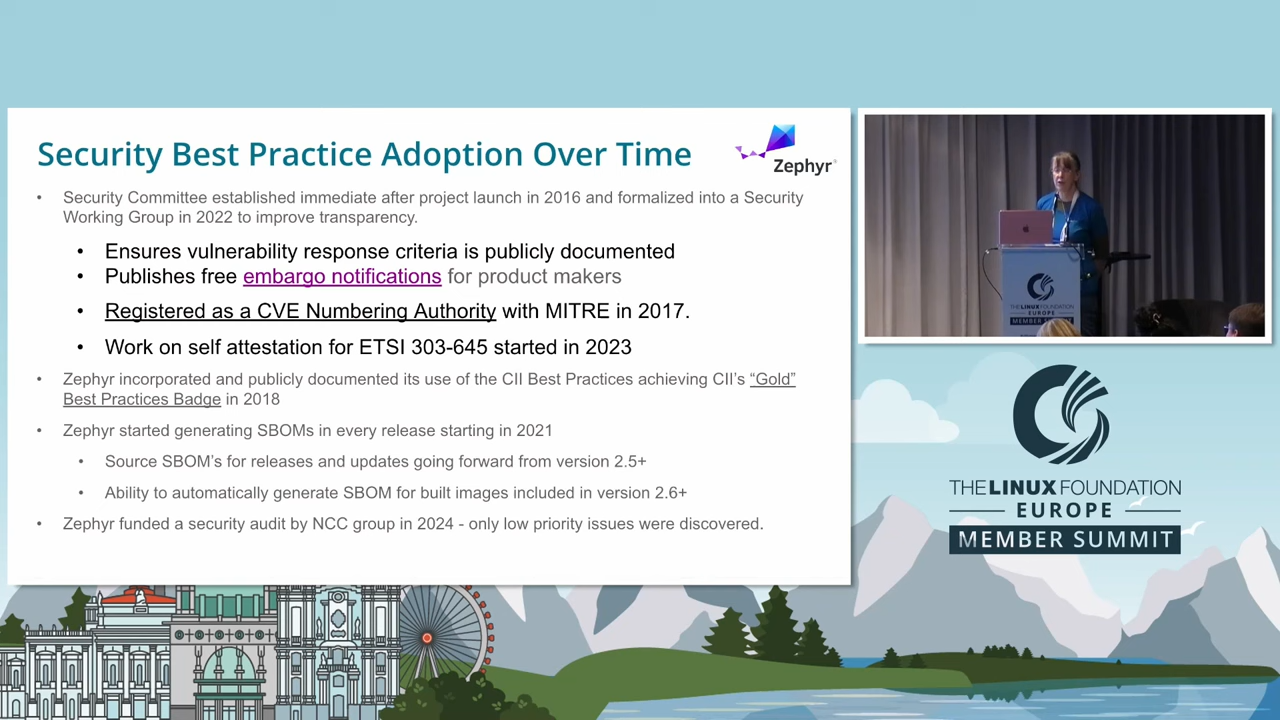 Security Best Practice Adoption Over Time
Zephyr
• Security Committee established immediate after project launch in 2016 and formalized into a Security
Working Group in 2022 to improve transparency.
• Ensures vulnerability response criteria is publicly documented
• Publishes free embargo notifications for product makers
• Registered as a CVE Numbering Authority with MITRE in 2017.
• Work on self attestation for ETSI 303-645 started in 2023
• Zephyr incorporated and publicly documented its use of the CII Best Practices achieving CII's “Gold”
Best Practices Badge in 2018
• Zephyr started generating SBOMs in every release starting in 2021
• Source SBOM's for releases and updates going forward from version 2.5+
• Ability to automatically generate SBOM for built images included in version 2.6+
• Zephyr funded a security audit by NCC group in 2024 - only low priority issues were discovered.
THE LINUX FOUNDATION
EUROPE
MEMBER SUMMIT
THE LINUX FOUNDATION
EUROPE
MEMBER SUMMIT